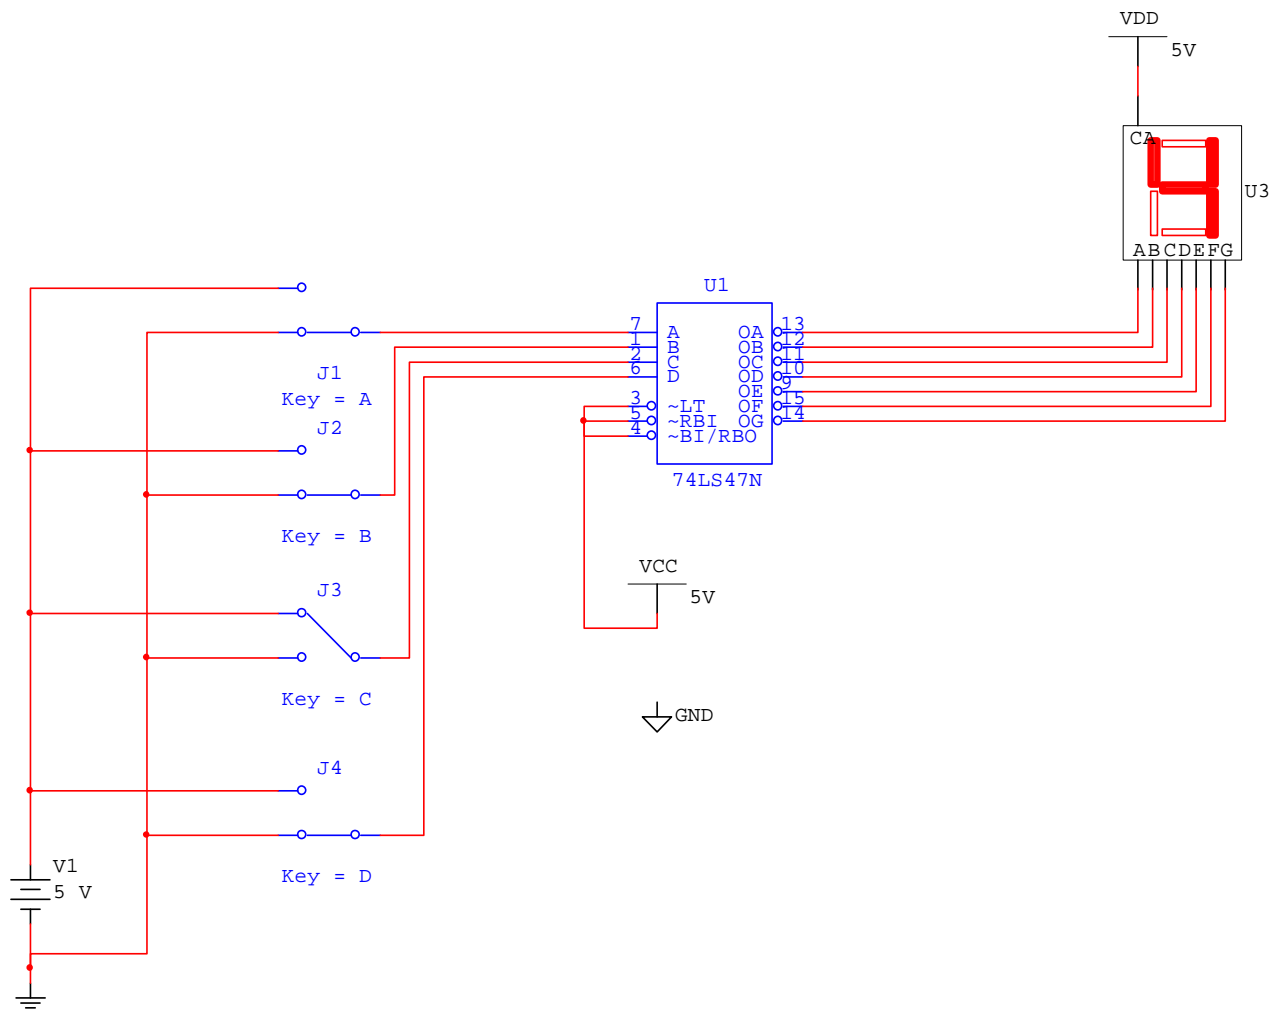 VDD
5V
CA
U3
A B C D E F G
U1
7 A OA 13
1 B OB 12
2 C OC 11
6 D OD 10
OE 9
3 ~LT OF 15
5 ~RBI OG 14
4 ~BI/RBO
74LS47N
J1
Key = A
J2
Key = B
J3
Key = C
J4
Key = D
VCC
5V
GND
V1
5 V